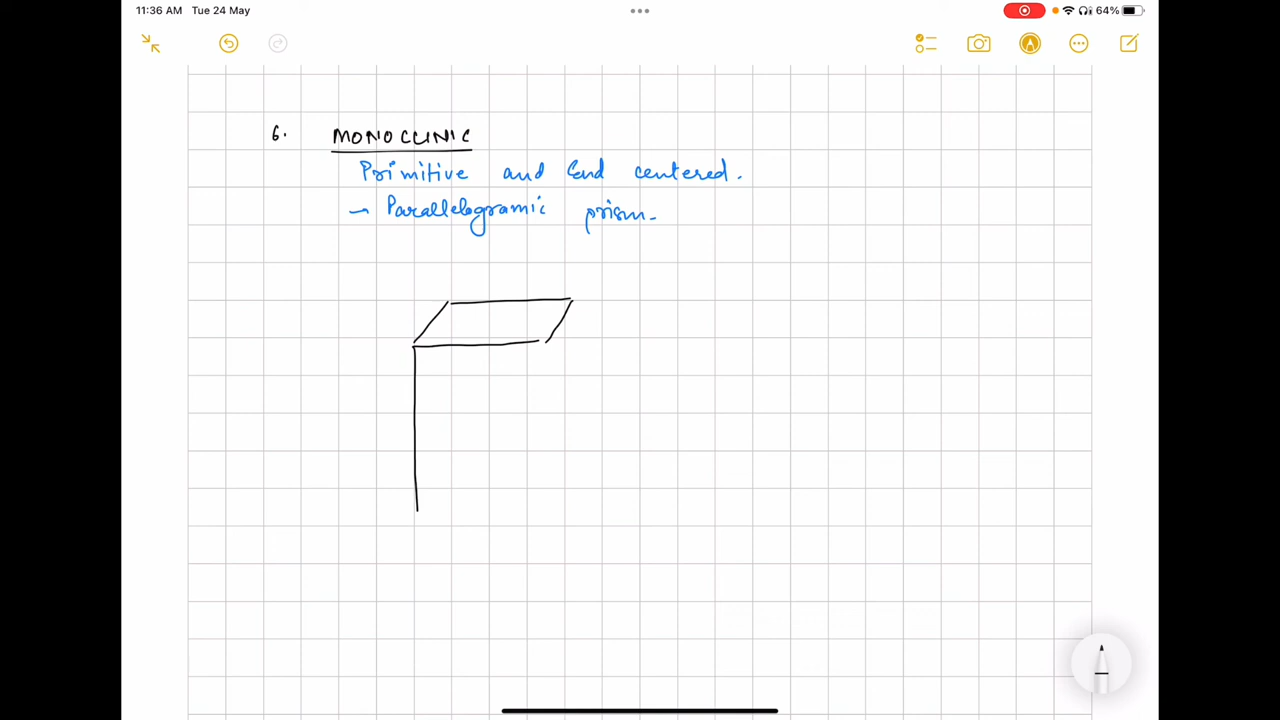 11:36 AM Tue 24 May
64%
6. MONOCLINIC
Primitive and End centered.
→ Parallelogramic prism.